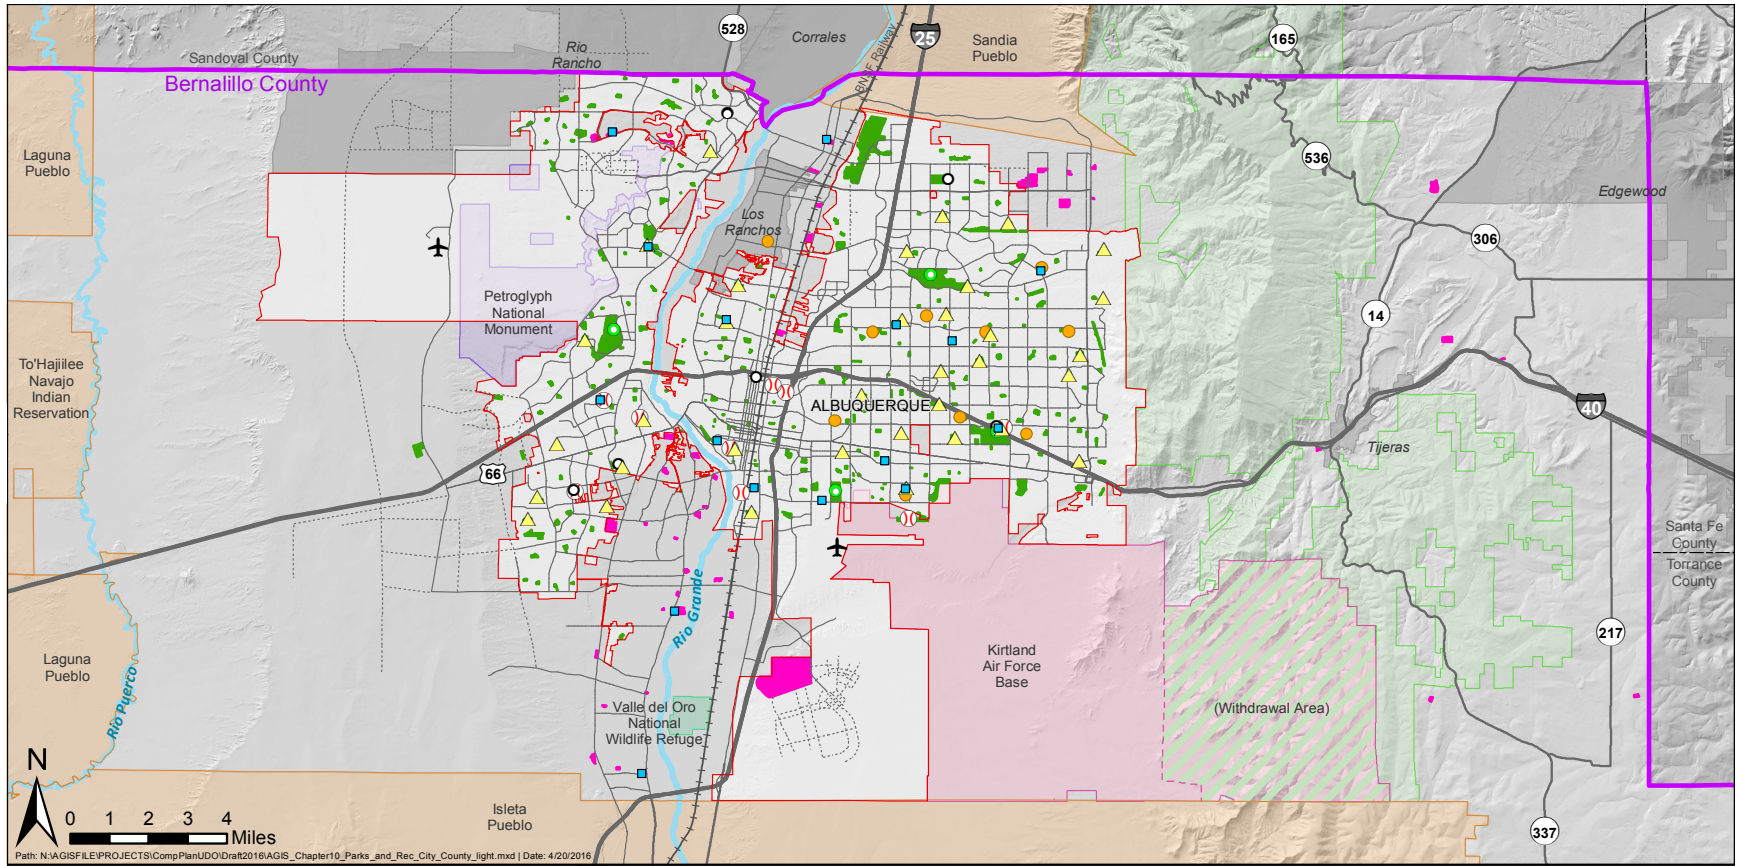 528
Corrales
25
Sandia
Pueblo
165
Sandoval County
Rio
Rancho
Bernalillo County
BNSF Railway
Laguna
Pueblo
536
Edgewood
Los
Ranchos
306
Petroglyph
National
Monument
14
To'Hajiilee
Navajo
Indian
Reservation
ALBUQUERQUE
40
Tijeras
66
Santa Fe
County
Torrance
County
Rio Grande
217
Laguna
Pueblo
Kirtland
Air Force
Base
Rio Puerco
Valle del Oro
National
Wildlife Refuge
(Withdrawal Area)
N
Isleta
Pueblo
0 1 2 3 4
Miles
337
Path: N:\AGISFILE\PROJECTS\CompPlanUDO\Draft2016\AGIS_Chapter10_Parks_and_Rec_City_County_light.mxd | Date: 4/20/2016